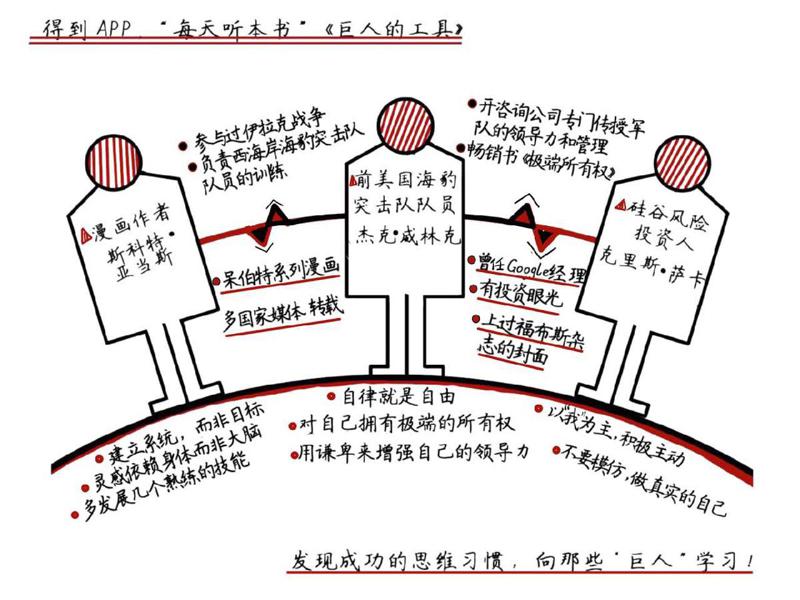 得到APP、“每天听本书”《巨人的工具》
漫画作者
斯科特·
亚当斯
参与过伊拉克战争
负责西海岸海豹突击队
队员的训练
呆伯特系列漫画
多国家媒体转载
前美国海豹
突击队队员
杰克·威林克
开咨询公司专门传授军
队的领导力和管理
畅销书《极端所有权》
曾任Google经理
有投资眼光
上过福布斯杂
志的封面
硅谷风险
投资人
克里斯·萨卡
建立系统，而非目标
灵感依赖身体而非大脑
多发展几个熟练的技能
自律就是自由
对自己拥有极端的所有权
用谦卑来增强自己的领导力
以“我”为主，积极主动
不要模仿，做真实的自己
发现成功的思维习惯，向那些“巨人”学习！